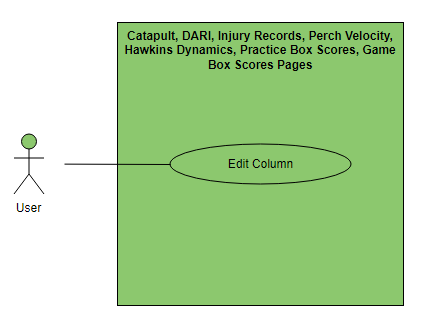 Catapult, DARI, Injury Records, Perch Velocity,
Hawkins Dynamics, Practice Box Scores, Game
Box Scores Pages
Edit Column
User